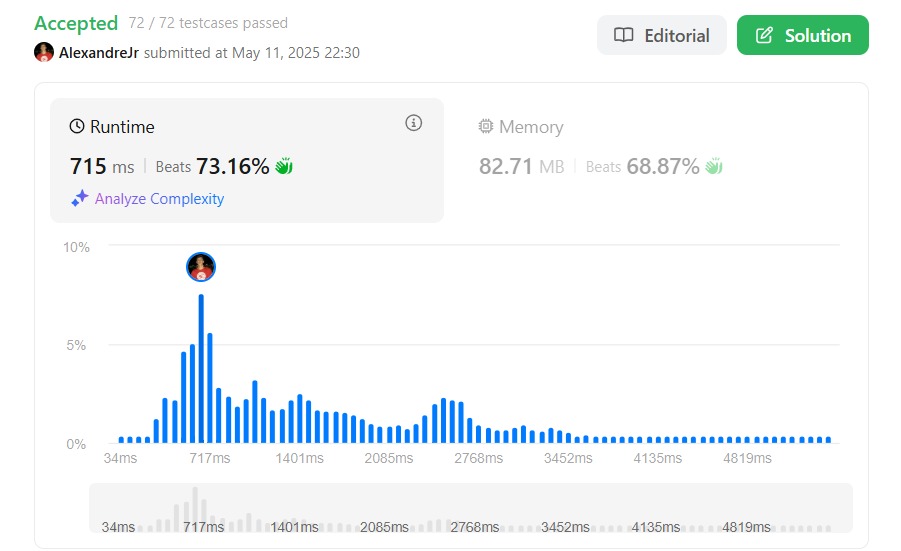 Accepted 72 / 72 testcases passed
Editorial
Solution
AlexandreJr submitted at May 11, 2025 22:30
Runtime
Memory
715 ms | Beats 73.16%
82.71 MB | Beats 68.87%
Analyze Complexity
10%
5%
0%
34ms 717ms 1401ms 2085ms 2768ms 3452ms 4135ms 4819ms
34ms 717ms 1401ms 2085ms 2768ms 3452ms 4135ms 4819ms